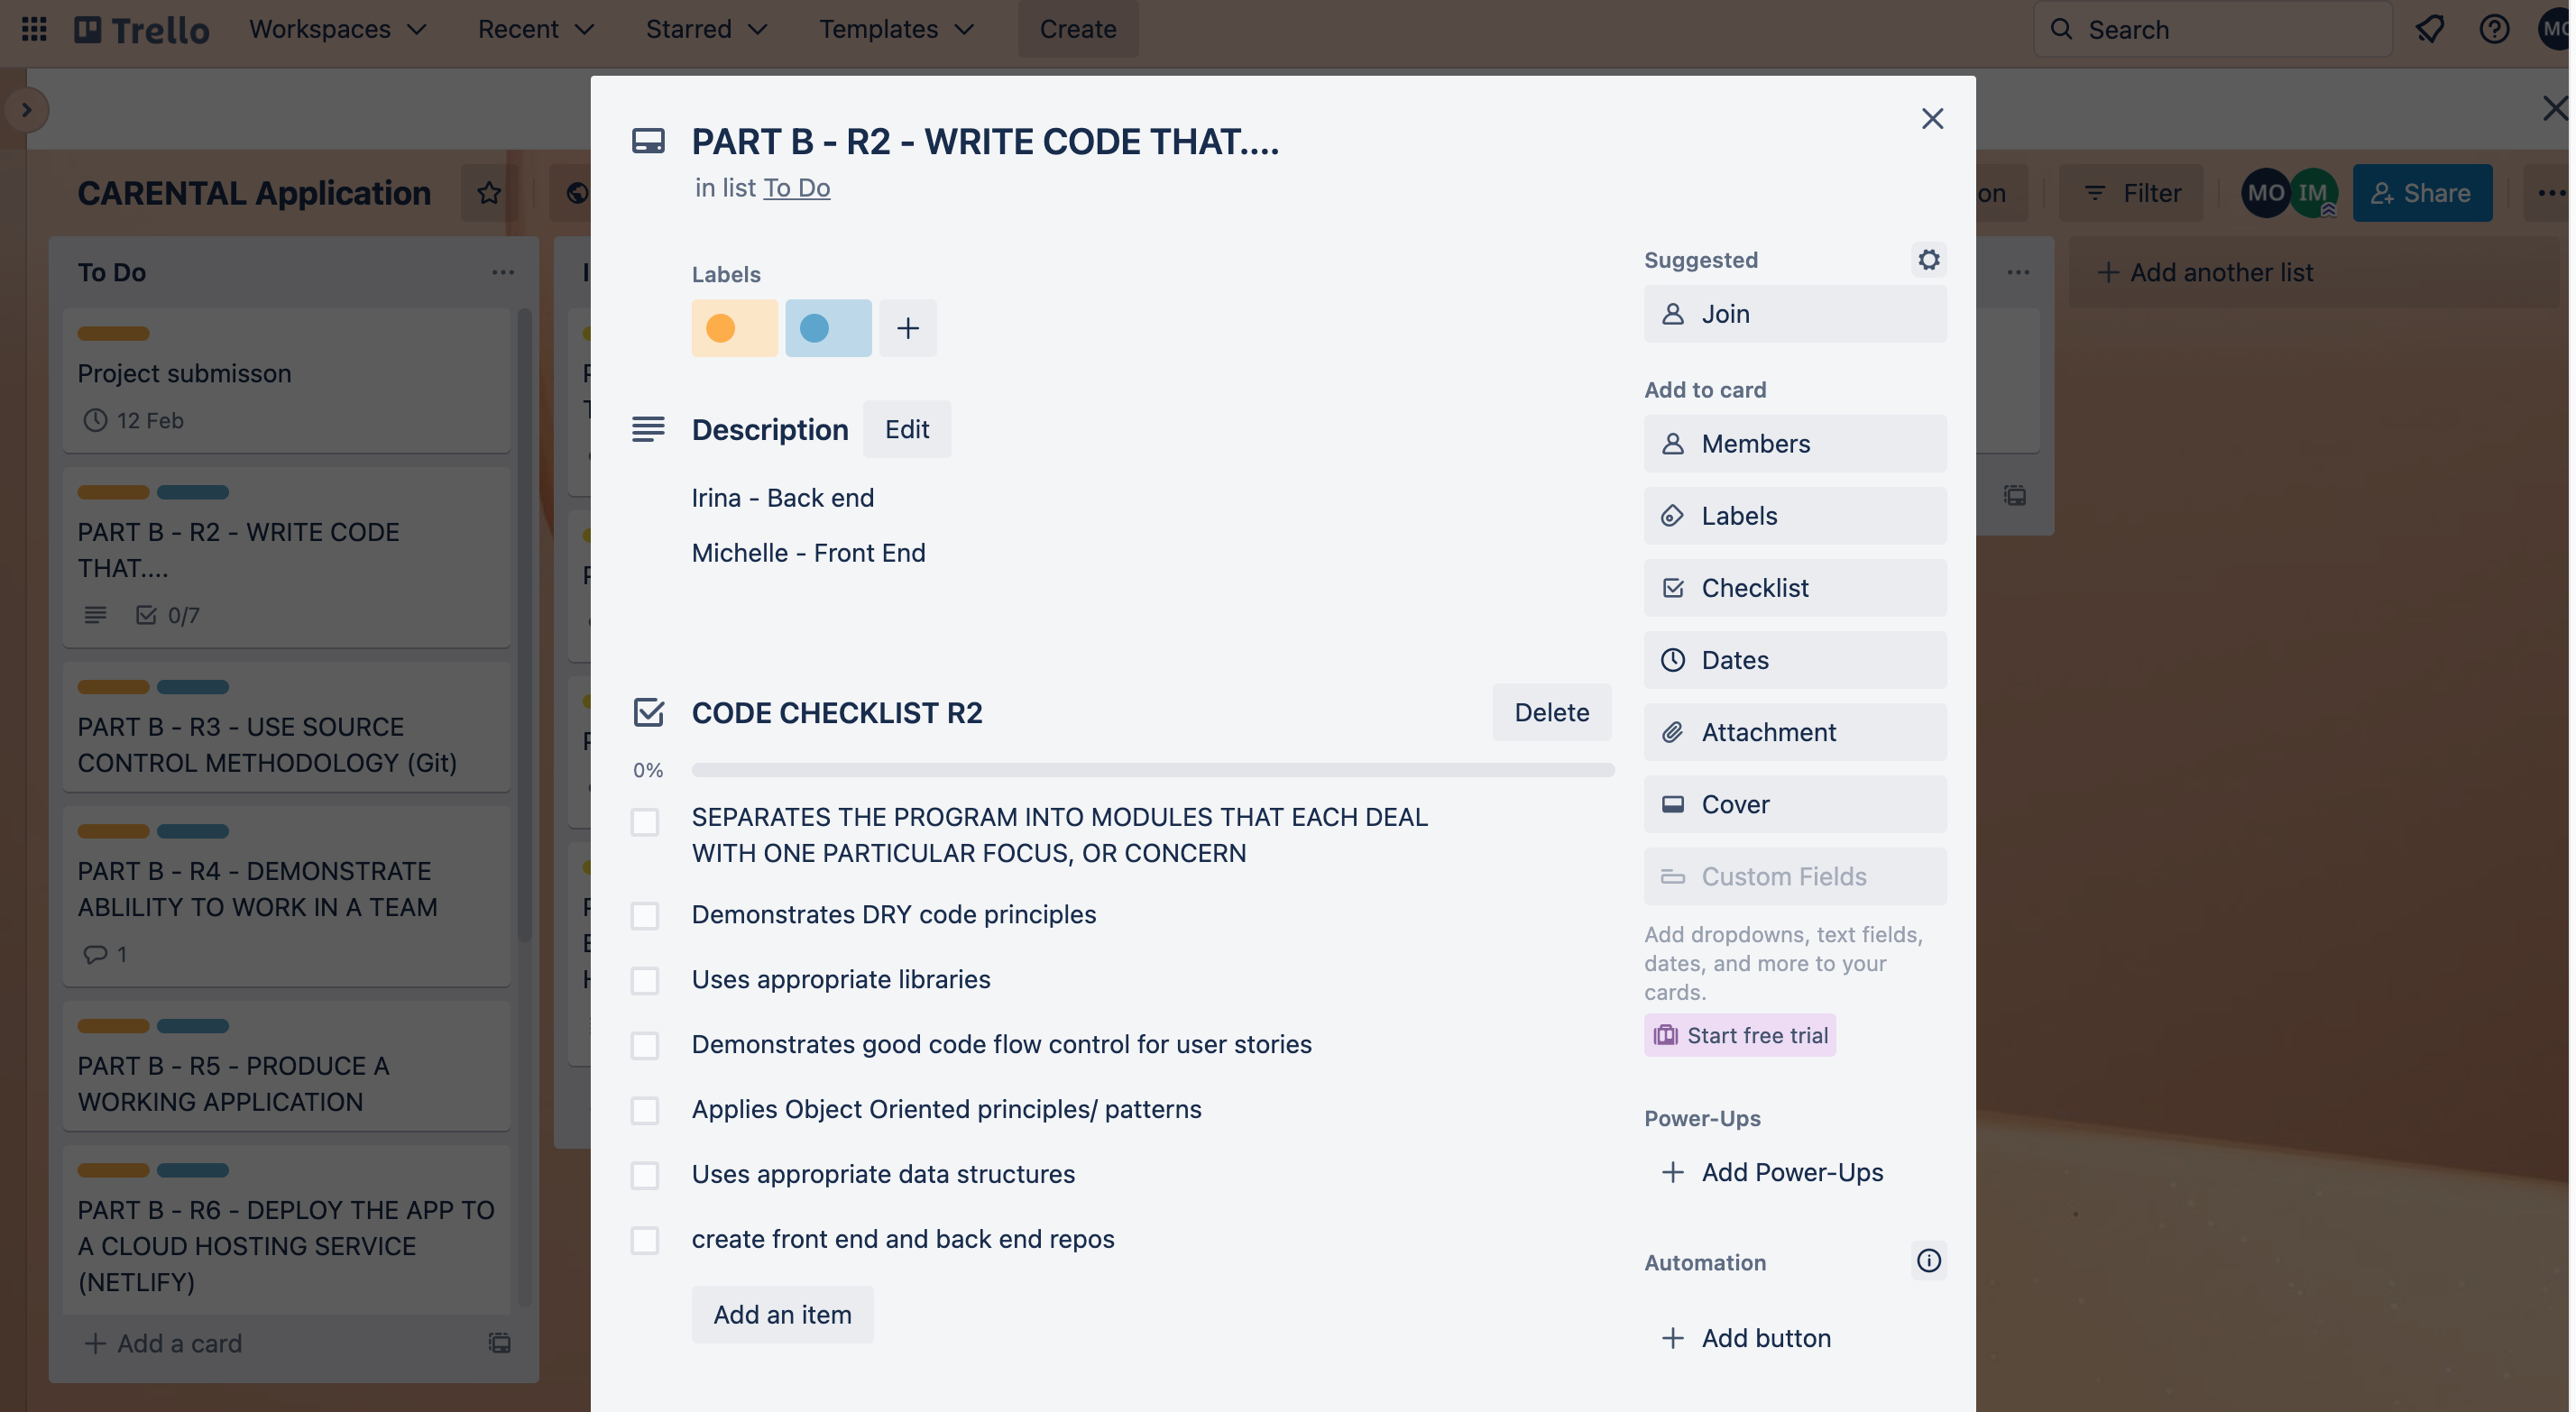 Trello
Workspaces
Recent
Starred
Templates
Create
Search
CARENTAL Application
Filter
MO
IM
Share
To Do
Project submisson
12 Feb
PART B - R2 - WRITE CODE
THAT....
0/7
PART B - R3 - USE SOURCE
CONTROL METHODOLOGY (Git)
PART B - R4 - DEMONSTRATE
ABLILITY TO WORK IN A TEAM
1
PART B - R5 - PRODUCE A
WORKING APPLICATION
PART B - R6 - DEPLOY THE APP TO
A CLOUD HOSTING SERVICE
(NETLIFY)
Add a card
Add another list
PART B - R2 - WRITE CODE THAT....
in list To Do
Labels
Description
Edit
Irina - Back end
Michelle - Front End
CODE CHECKLIST R2
Delete
0%
SEPARATES THE PROGRAM INTO MODULES THAT EACH DEAL
WITH ONE PARTICULAR FOCUS, OR CONCERN
Demonstrates DRY code principles
Uses appropriate libraries
Demonstrates good code flow control for user stories
Applies Object Oriented principles/ patterns
Uses appropriate data structures
create front end and back end repos
Add an item
Suggested
Join
Add to card
Members
Labels
Checklist
Dates
Attachment
Cover
Custom Fields
Add dropdowns, text fields,
dates, and more to your
cards.
Start free trial
Power-Ups
Add Power-Ups
Automation
Add button